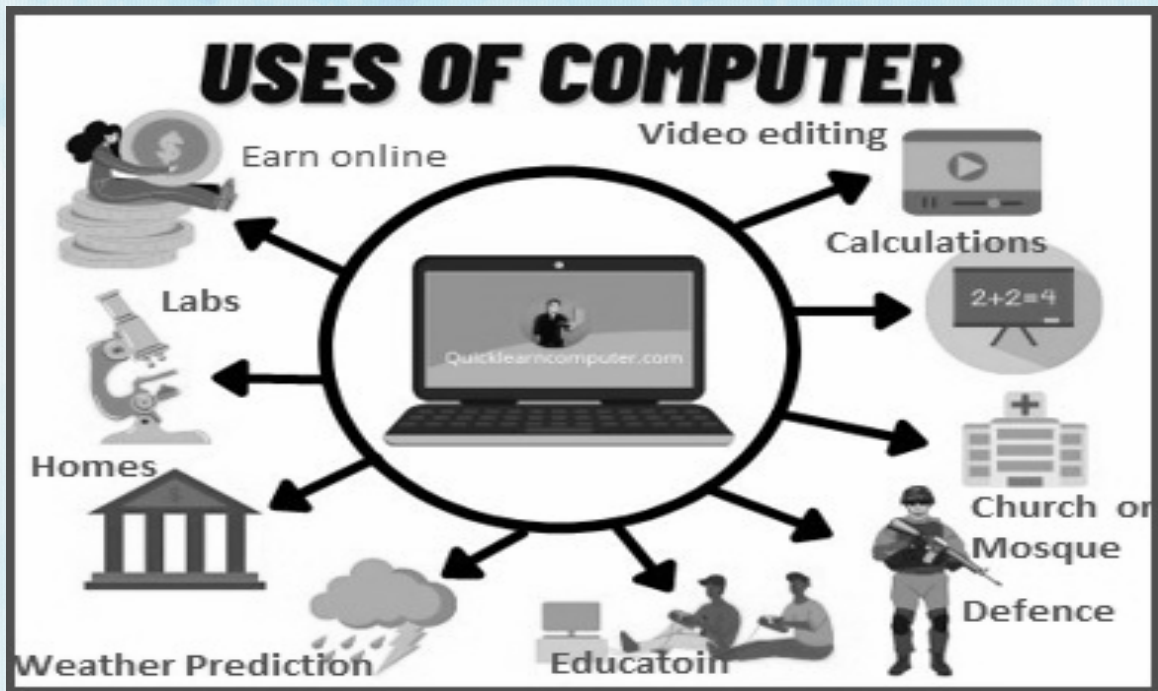 USES OF COMPUTER
Earn online
Video editing
Calculations
2+2=4
Labs
Quicklearncomputer.com
Homes
Church or
Mosque
Defence
Weather Prediction
Educatoin